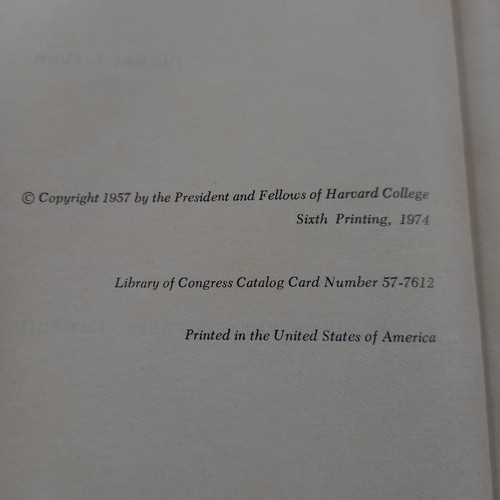 © Copyright 1957 by the President and Fellows of Harvard College
Sixth Printing, 1974
Library of Congress Catalog Card Number 57-7612
Printed in the United States of America